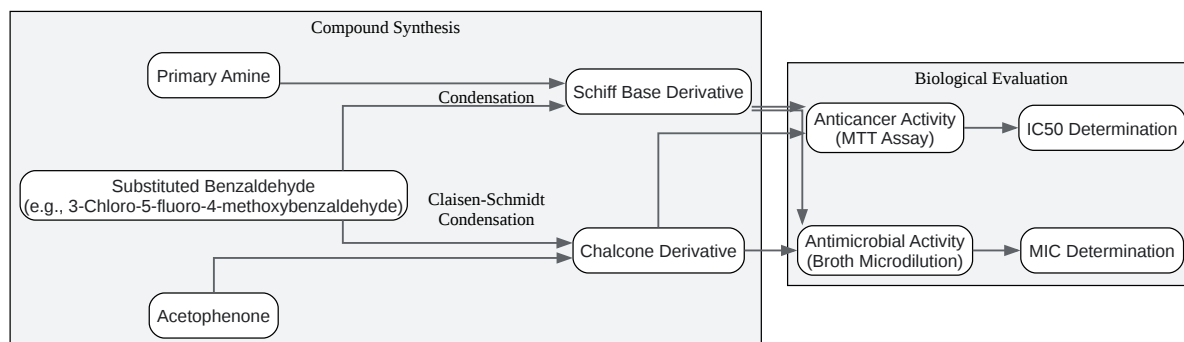 Compound Synthesis
Primary Amine
Condensation
Schiff Base Derivative
Substituted Benzaldehyde
(e.g., 3-Chloro-5-fluoro-4-methoxybenzaldehyde)
Claisen-Schmidt
Condensation
Chalcone Derivative
Acetophenone
Biological Evaluation
Anticancer Activity
(MTT Assay)
IC50 Determination
Antimicrobial Activity
(Broth Microdilution)
MIC Determination